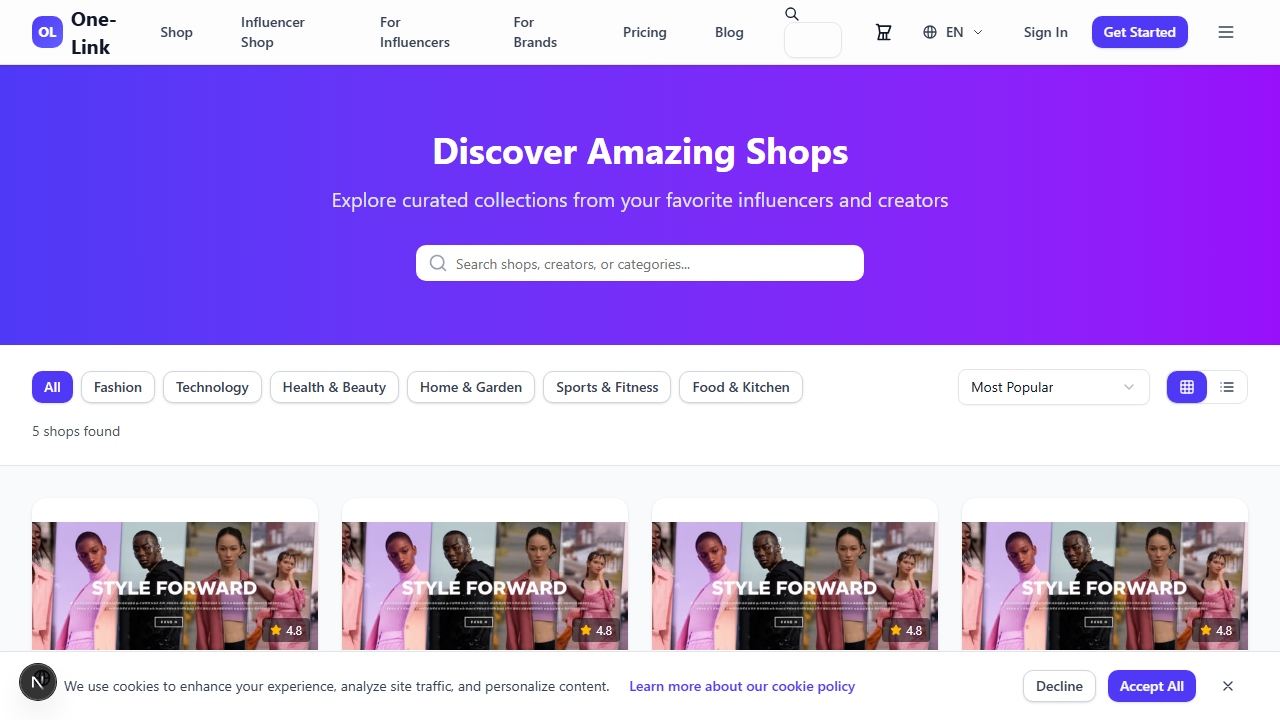 OL
One-
Link
Shop
Influencer
Shop
For
Influencers
For
Brands
Pricing
Blog
EN
Sign In
Get Started
Discover Amazing Shops
Explore curated collections from your favorite influencers and creators
Search shops, creators, or categories...
All
Fashion
Technology
Health & Beauty
Home & Garden
Sports & Fitness
Food & Kitchen
Most Popular
5 shops found
STYLE FORWARD
4.8
STYLE FORWARD
4.8
STYLE FORWARD
4.8
STYLE FORWARD
4.8
N
We use cookies to enhance your experience, analyze site traffic, and personalize content.
Learn more about our cookie policy
Decline
Accept All